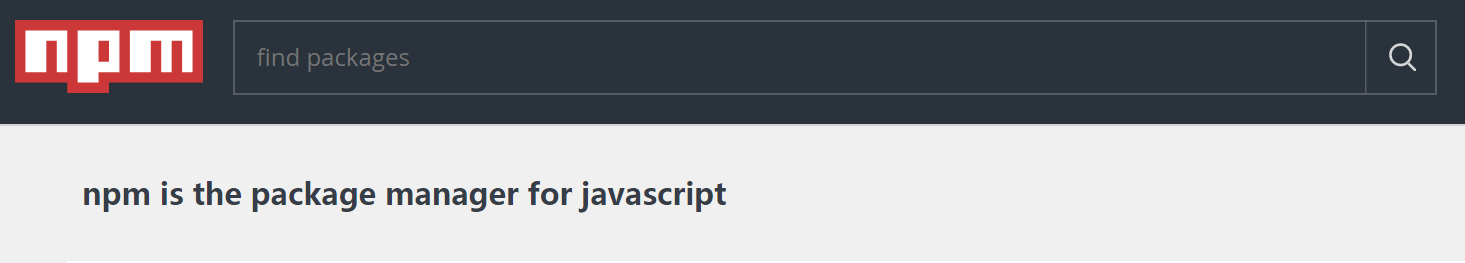 npm
find packages
npm is the package manager for javascript